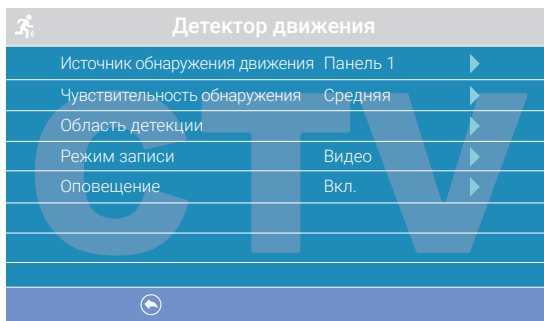 Детектор движения
Источник обнаружения движения Панель 1
Чувствительность обнаружения Средняя
Область детекции
Режим записи Видео
Оповещение Вкл.
CTV